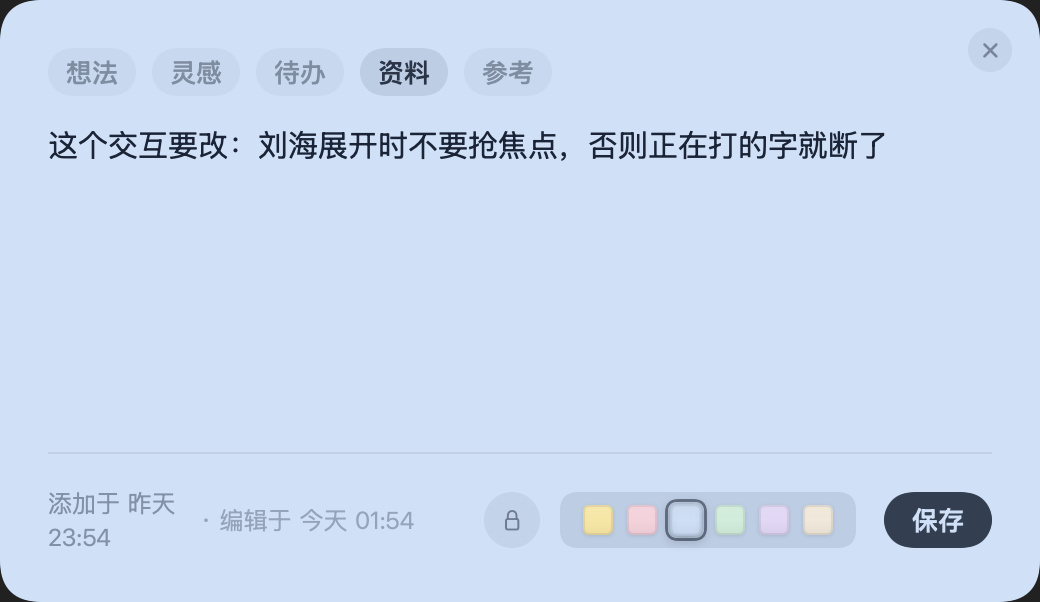 想法 灵感 待办 资料 参考
这个交互要改：刘海展开时不要抢焦点，否则正在打的字就断了
添加于 昨天
23:54
· 编辑于 今天 01:54
保存